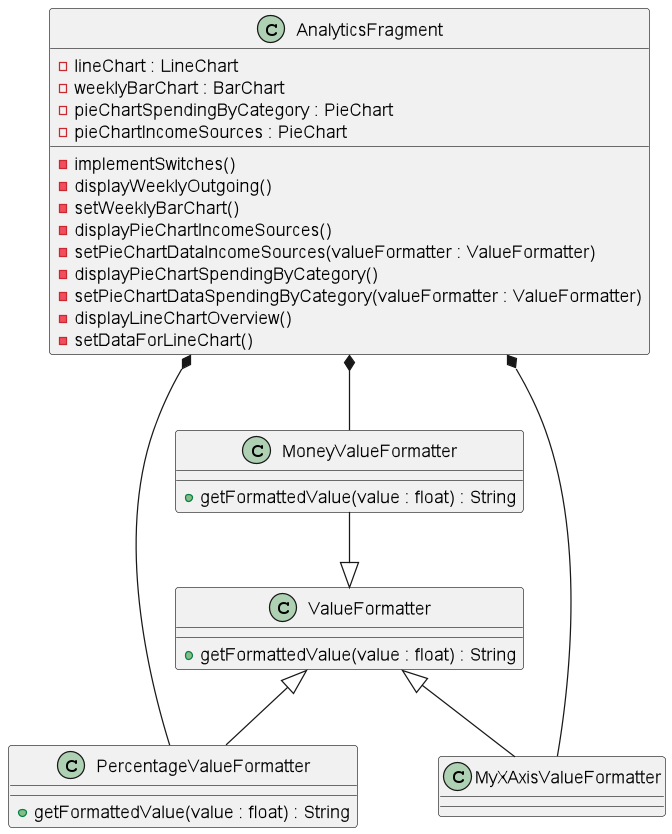 C AnalyticsFragment
lineChart : LineChart
weeklyBarChart : BarChart
pieChartSpendingByCategory : PieChart
pieChartIncomeSources : PieChart
implementSwitches()
displayWeeklyOutgoing()
setWeeklyBarChart()
displayPieChartIncomeSources()
setPieChartDataIncomeSources(valueFormatter : ValueFormatter)
displayPieChartSpendingByCategory()
setPieChartDataSpendingByCategory(valueFormatter : ValueFormatter)
displayLineChartOverview()
setDataForLineChart()
C MoneyValueFormatter
getFormattedValue(value : float) : String
C ValueFormatter
getFormattedValue(value : float) : String
C PercentageValueFormatter
getFormattedValue(value : float) : String
C MyXAxisValueFormatter